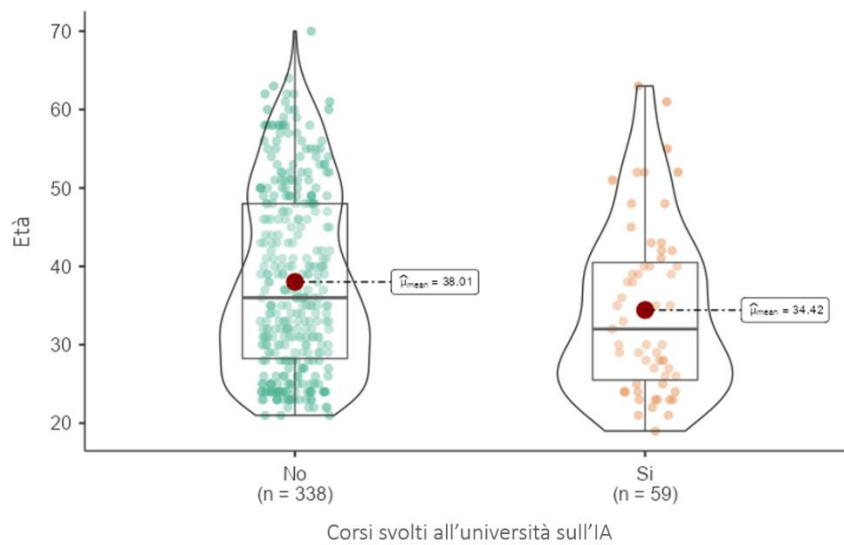 70
60
50
40
30
20
Età
μ̂mean = 38.01
μ̂mean = 34.42
No
(n = 338)
Si
(n = 59)
Corsi svolti all’università sull’IA